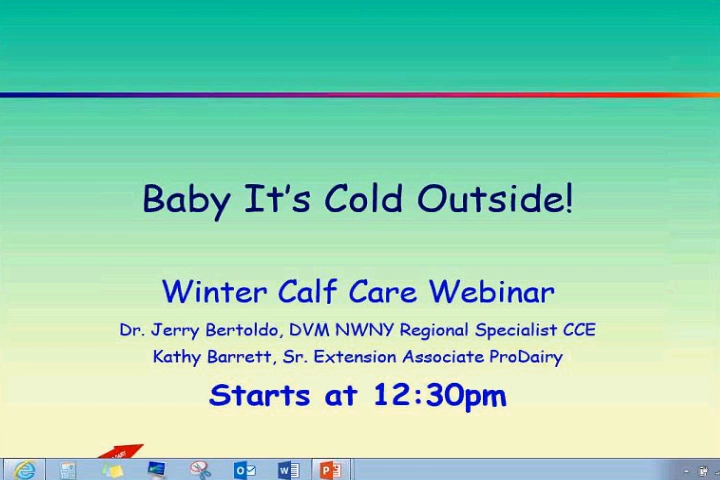 Baby It's Cold Outside!
Winter Calf Care Webinar
Dr. Jerry Bertoldo, DVM NWNY Regional Specialist CCE
Kathy Barrett, Sr. Extension Associate ProDairy
Starts at 12:30pm